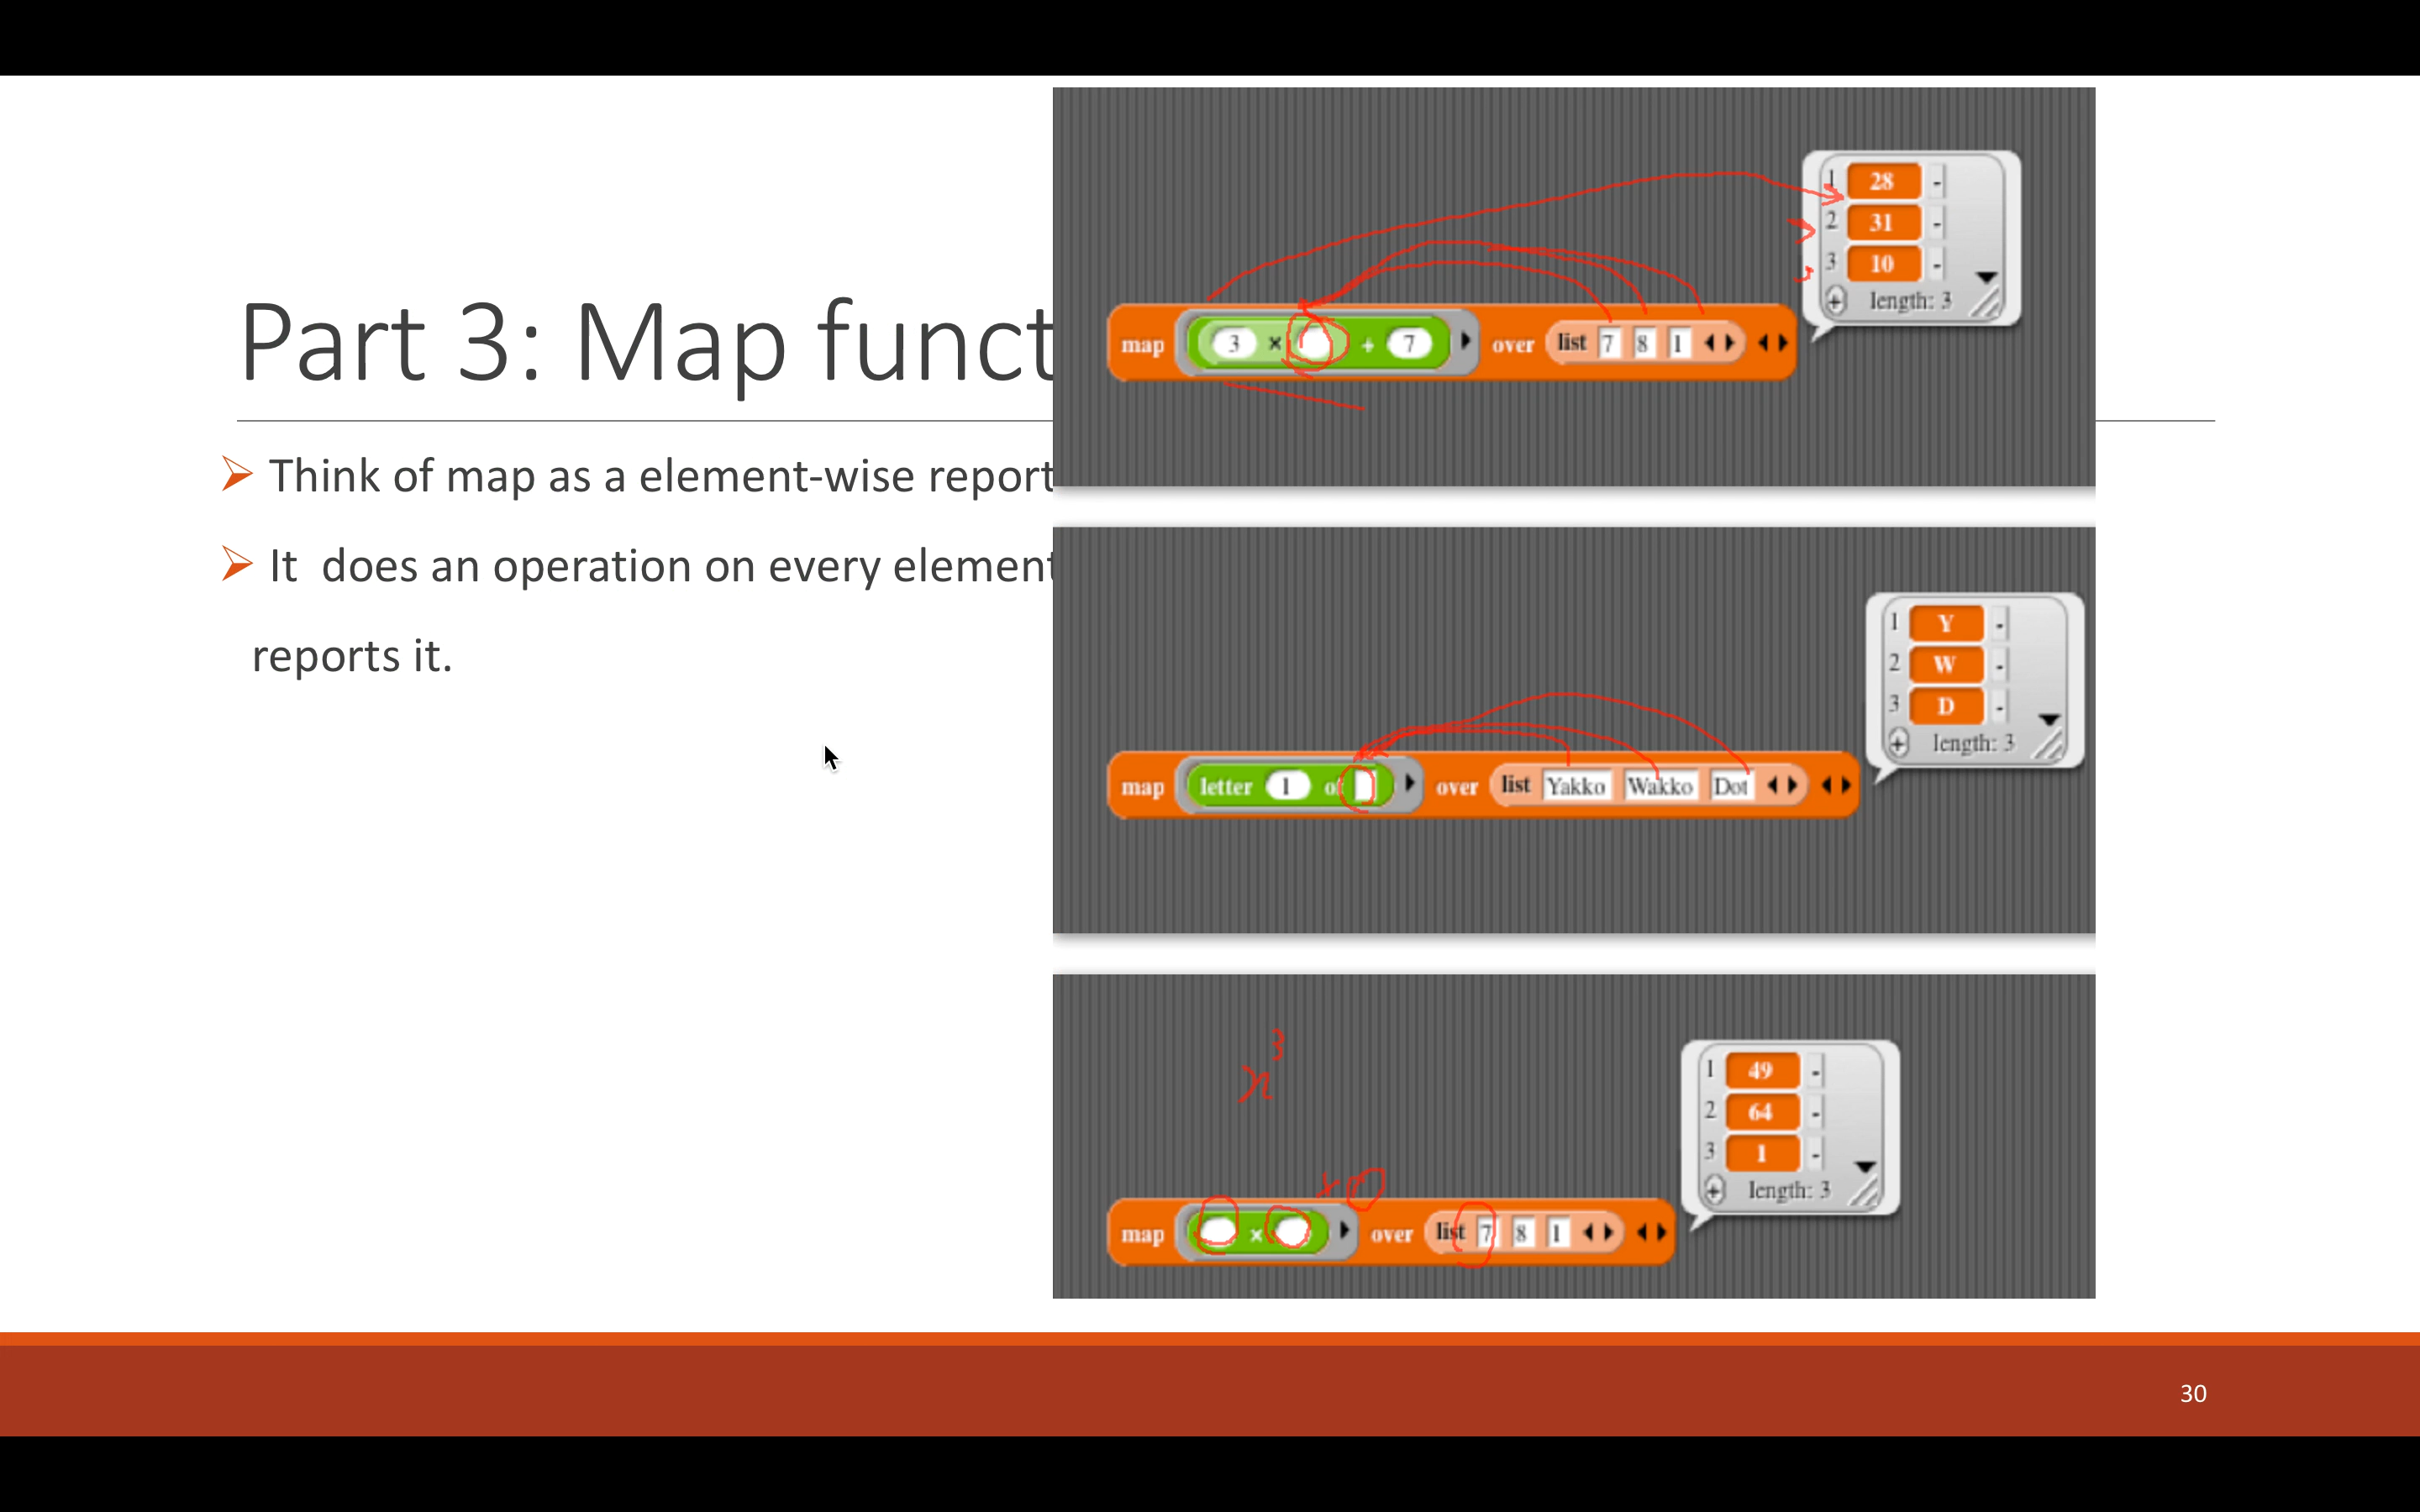 Part 3: Map funct
Think of map as a element-wise report
It does an operation on every element
reports it.
1 28 -
2 31 -
3 10 -
+ length: 3
map 3 × + 7 over list 7 8 1
1 Y -
2 W -
3 D -
+ length: 3
map letter 1 of over list Yakko Wakko Dot
x³
1 49 -
2 64 -
3 1 -
+ length: 3
map × over list 7 8 1
30